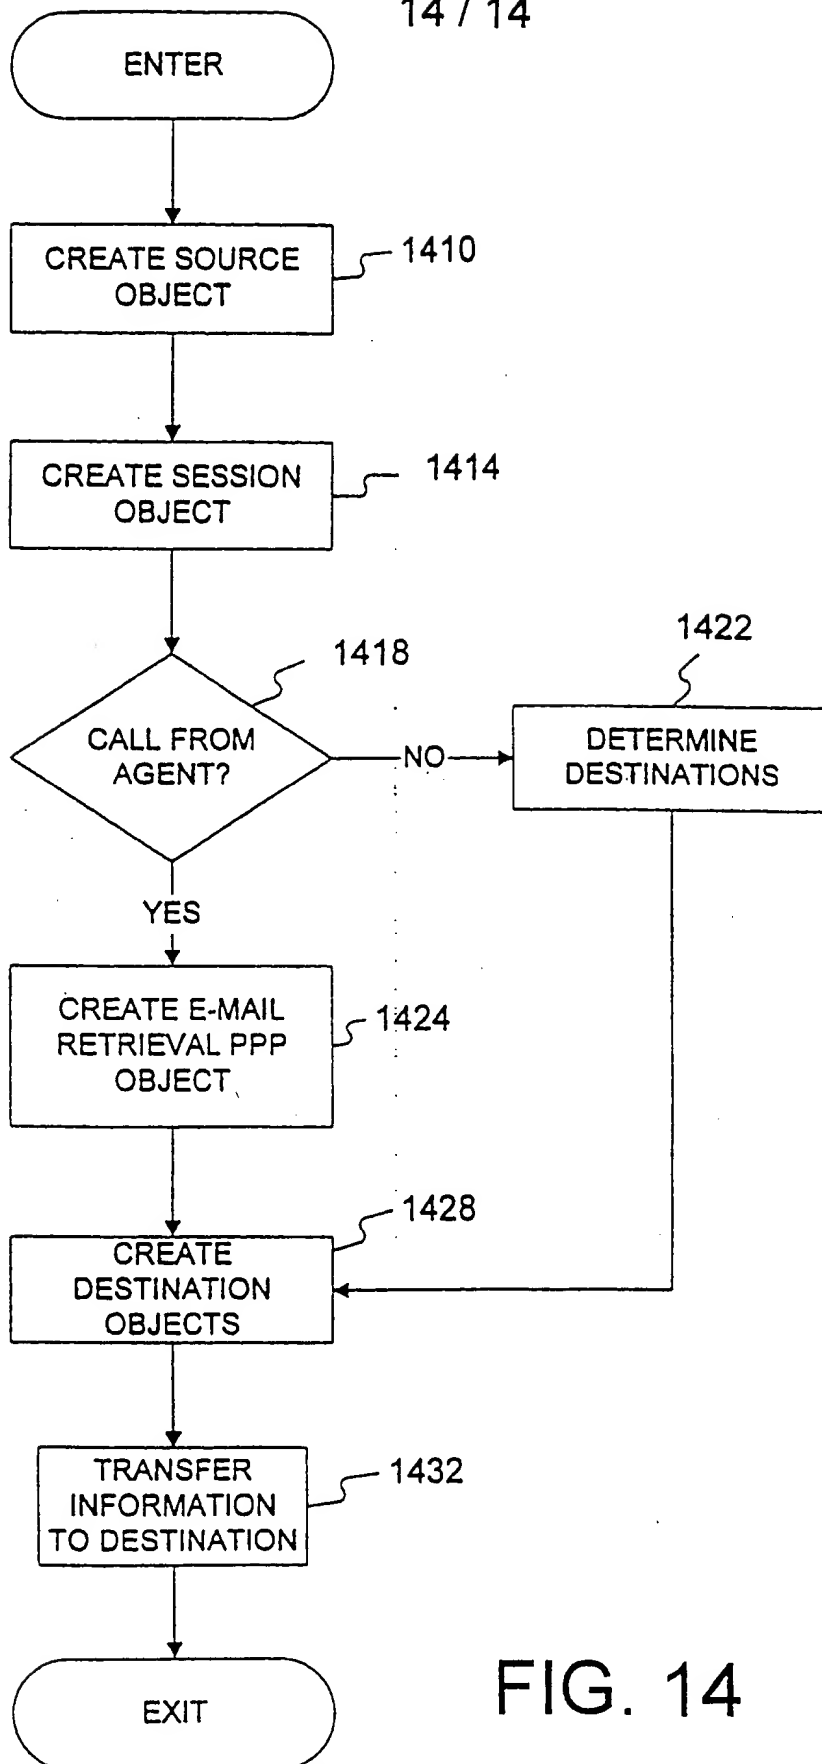 14 / 14
ENTER
CREATE SOURCE
OBJECT
1410
CREATE SESSION
OBJECT
1414
1418
CALL FROM
AGENT?
NO
1422
DETERMINE
DESTINATIONS
YES
CREATE E-MAIL
RETRIEVAL PPP
OBJECT
1424
1428
CREATE
DESTINATION
OBJECTS
TRANSFER
INFORMATION
TO DESTINATION
1432
EXIT
FIG. 14